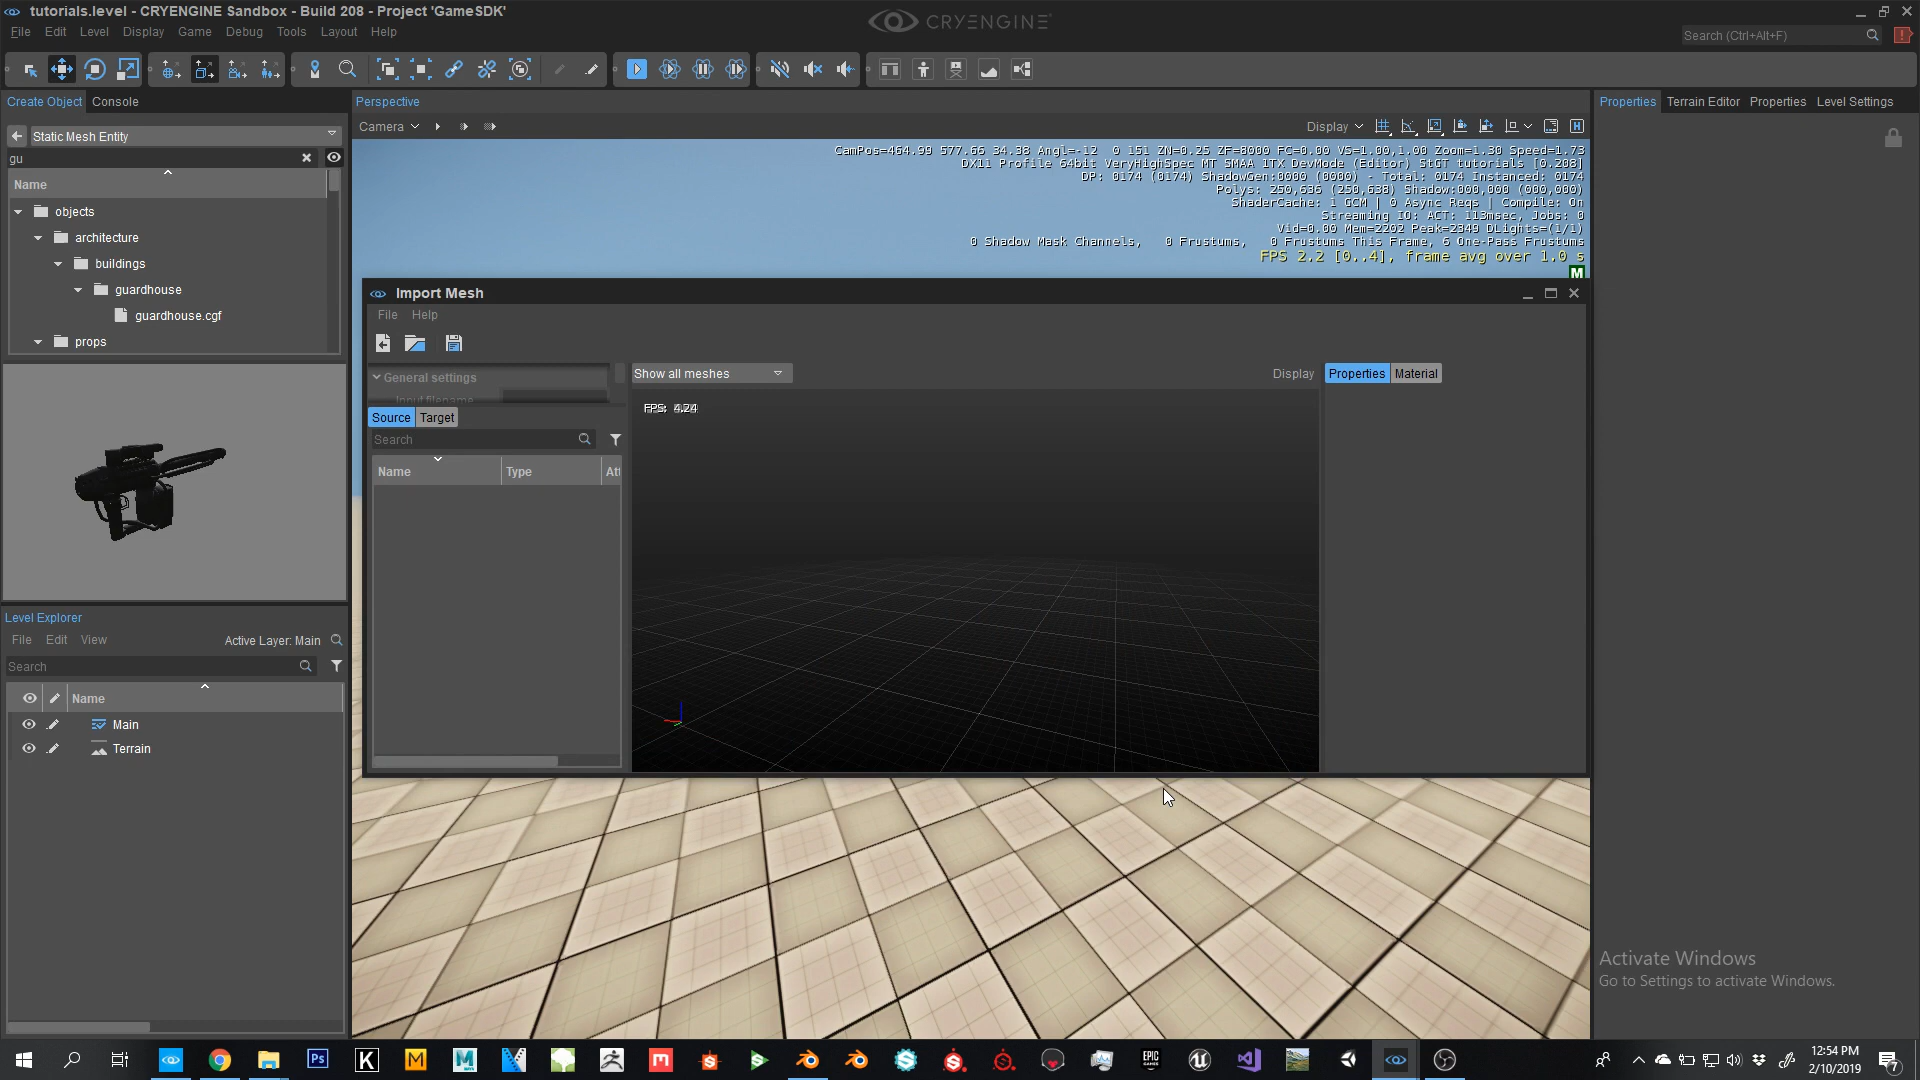 tutorials.level - CRYENGINE Sandbox - Build 208 - Project 'GameSDK'
CRYENGINE
File Edit Level Display Game Debug Tools Layout Help
Search (Ctrl+Alt+F)
Create Object Console
Perspective
Properties Terrain Editor Properties Level Settings
Static Mesh Entity
Camera
Display
gu
Name
objects
architecture
buildings
guardhouse
guardhouse.cgf
props
CamPos=464.99 577.66 34.38 Angl=-12 0 151 ZN=0.25 ZF=8000 FC=0.00 VS=1.00,1.00 Zoom=1.30 Speed=1.73
DX11 Profile 64bit VeryHighSpec MT SMAA 1TX DevMode (Editor) StGT tutorials [0.208]
DP: 0174 (0174) ShadowGen:0000 (0000) - Total: 0174 Instanced: 0174
Polys: 250,636 (250,638) Shadow:000,000 (000,000)
ShaderCache: 1 GCM | 0 Async Reqs | Compile: On
Streaming IO: ACT: 113msec, Jobs: 0
Vid=0.00 Mem=2202 Peak=2349 DLights=(1/1)
0 Shadow Mask Channels, 0 Frustums, 0 Frustums This Frame, 6 One-Pass Frustums
FPS 2.2 [0..4], frame avg over 1.0 s
M
Import Mesh
File Help
General settings
Input filename
Show all meshes
Display
Properties Material
FPS: 4.24
Source Target
Search
Name Type Att
Level Explorer
File Edit View
Active Layer: Main
Search
Name
Main
Terrain
Activate Windows
Go to Settings to activate Windows.
12:54 PM
2/10/2019
7
Ps
K
M
M
EPIC
GAMES